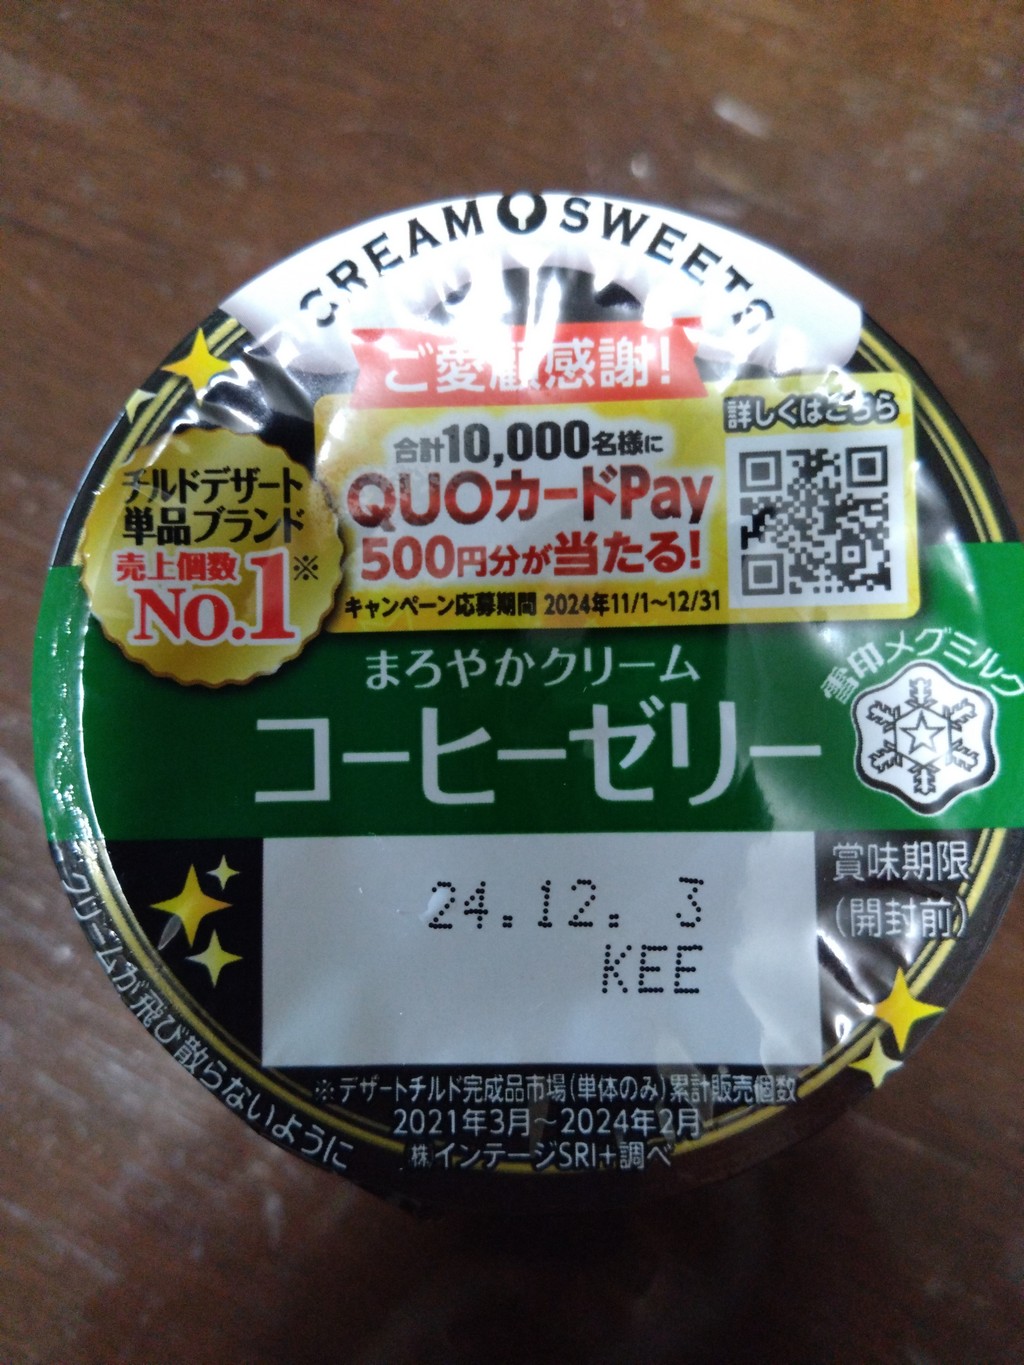 CREAM SWEETS
ご愛顧感謝!
合計10,000名様に
QUOカードPay
500円分が当たる!
キャンペーン応募期間 2024年11/1~12/31
詳しくはこちら
チルドデザート
単品ブランド
売上個数
No.1※
まろやかクリーム
コーヒーゼリー
雪印メグミルク
24.12. 3
KEE
賞味期限
(開封前)
クリームが飛び散らないように
※デザートチルド完成品市場(単体のみ)累計販売個数
2021年3月~2024年2月
㈱インテージSRI+調べ